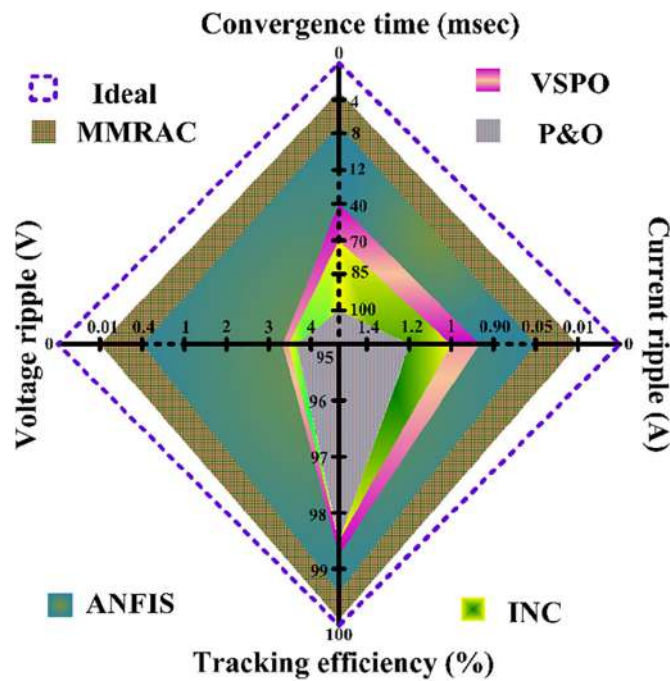 Convergence time (msec)
0
Ideal
VSPO
MMRAC
P&O
4
8
12
40
70
85
100
Voltage ripple (V)
Current ripple (A)
0 0.01 0.4 1 2 3 4 1.4 1.2 1 0.90 0.05 0.01 0
95
96
97
98
99
100
ANFIS
INC
Tracking efficiency (%)